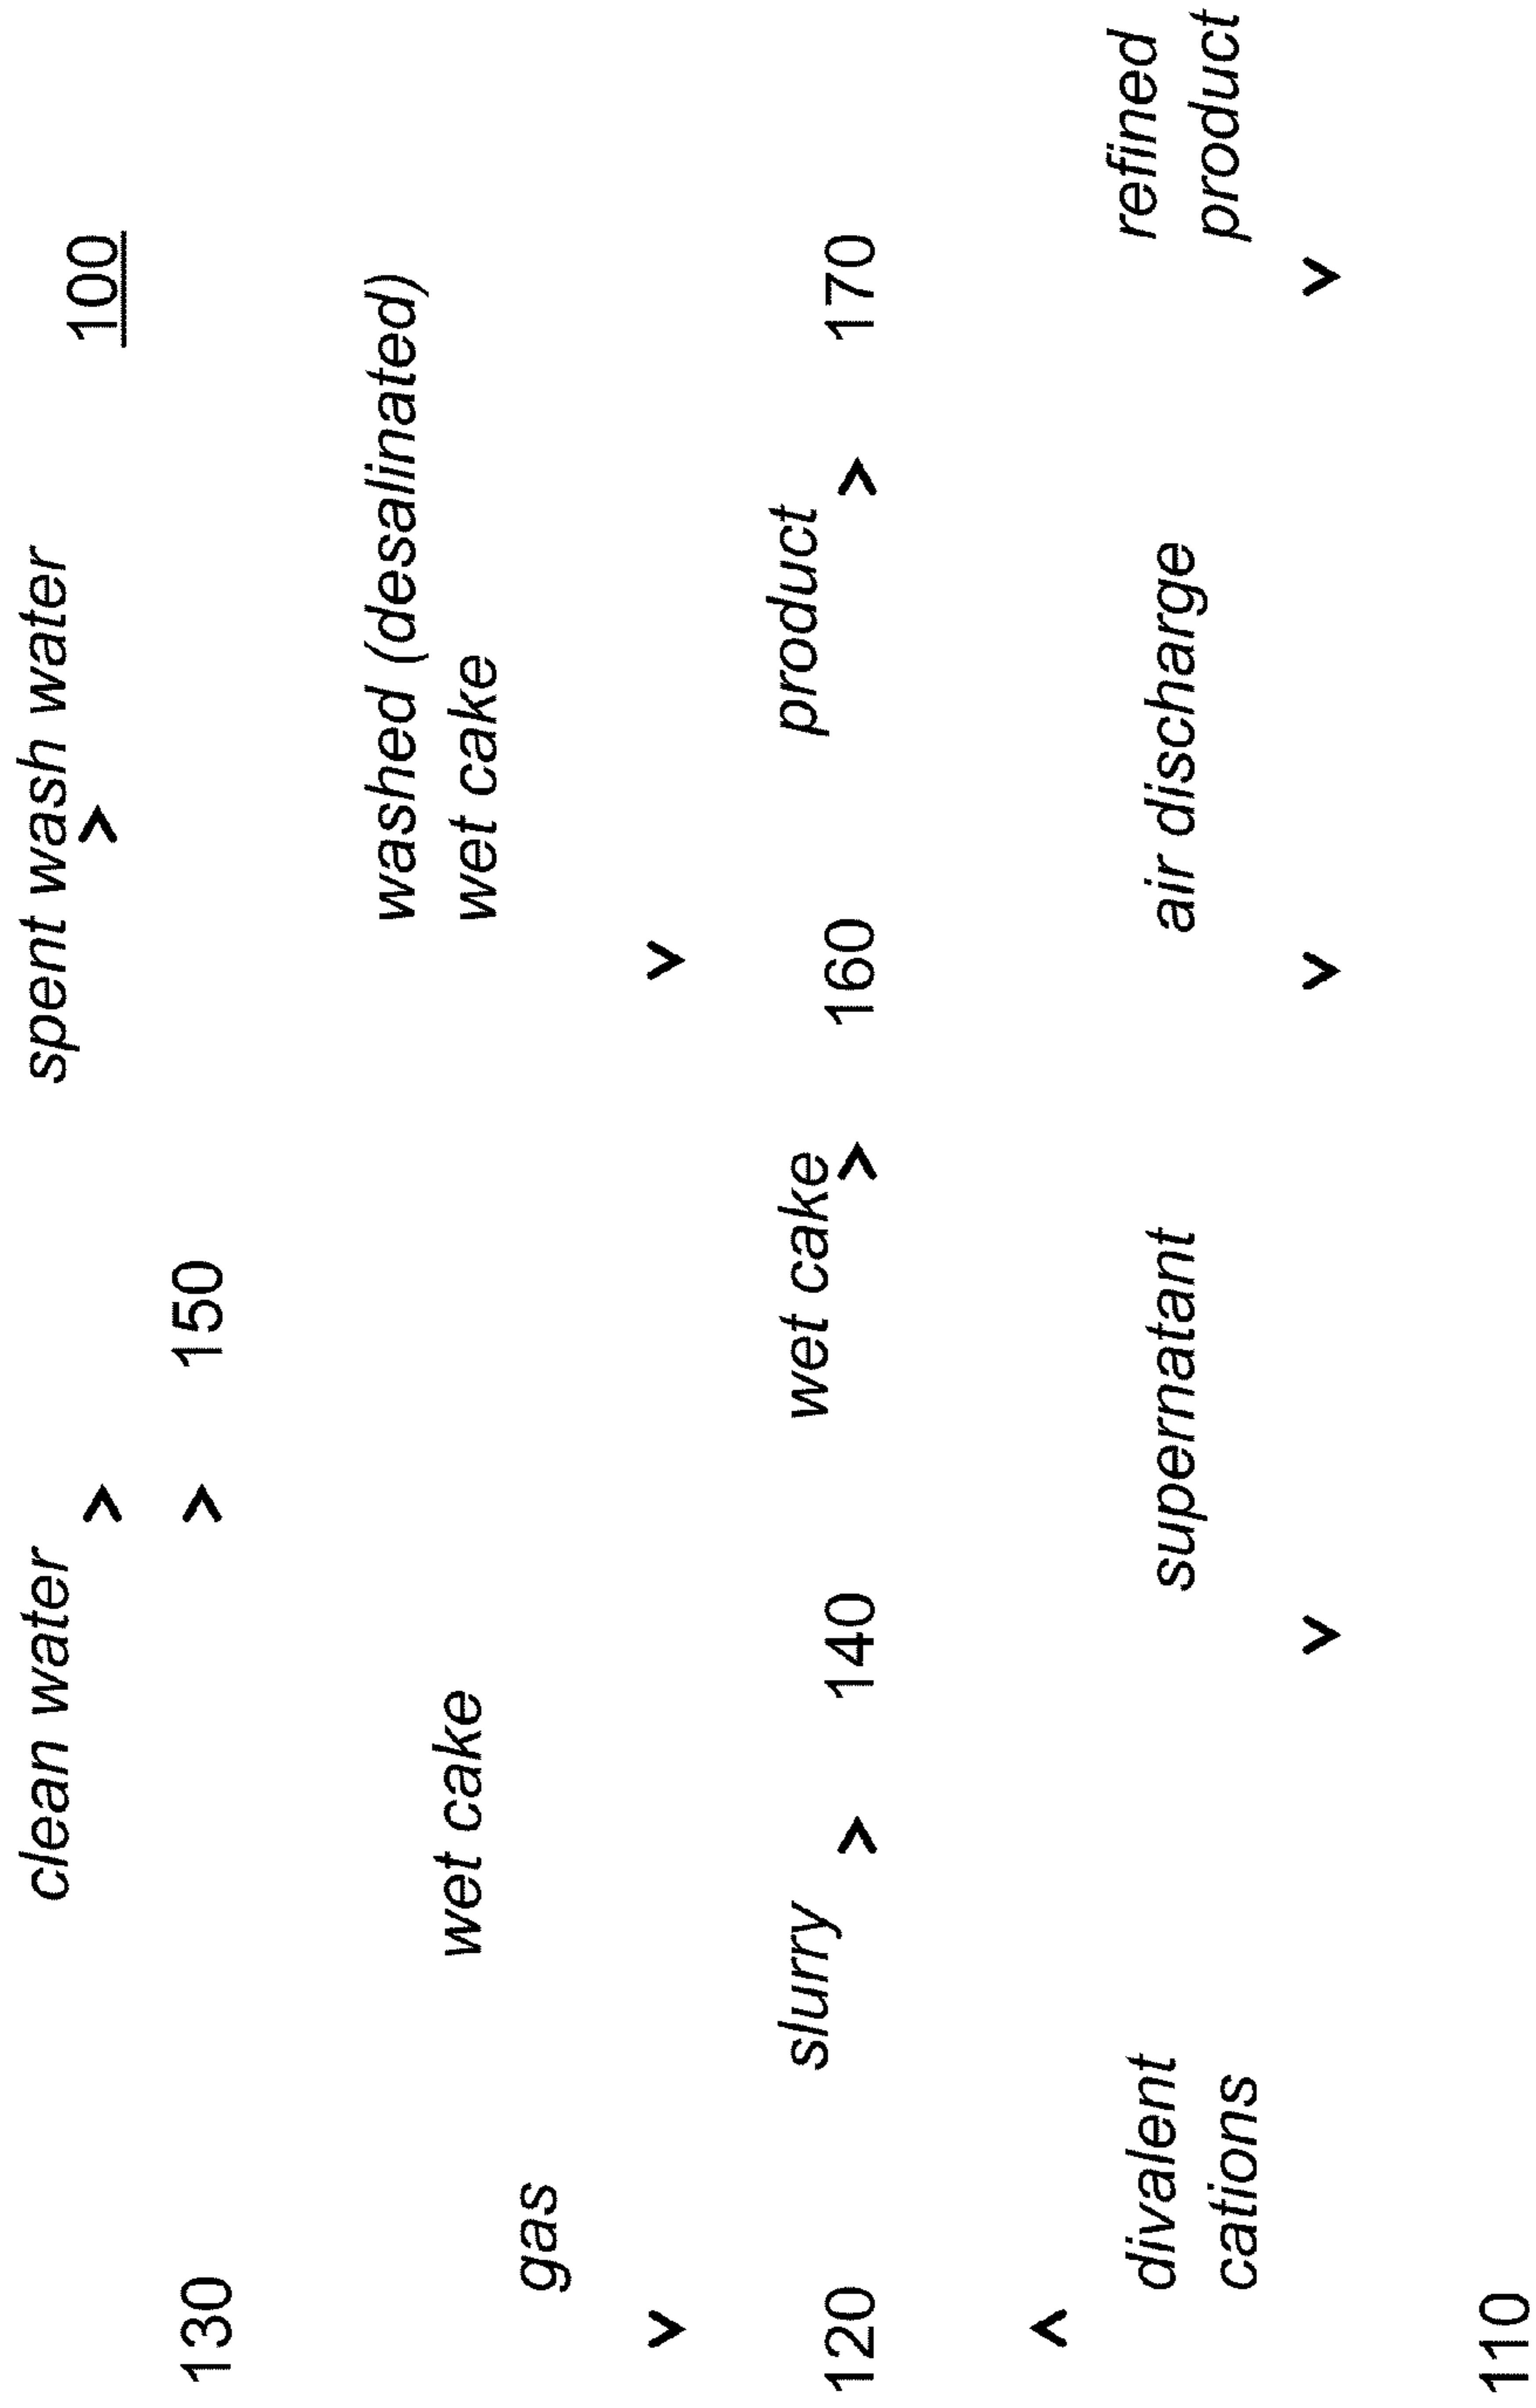 clean water
spent wash water
100
130
150
wet cake
washed (desalinated)
wet cake
gas
slurry
wet cake
product
120
140
160
170
divalent
cations
supernatant
air discharge
refined
product
110